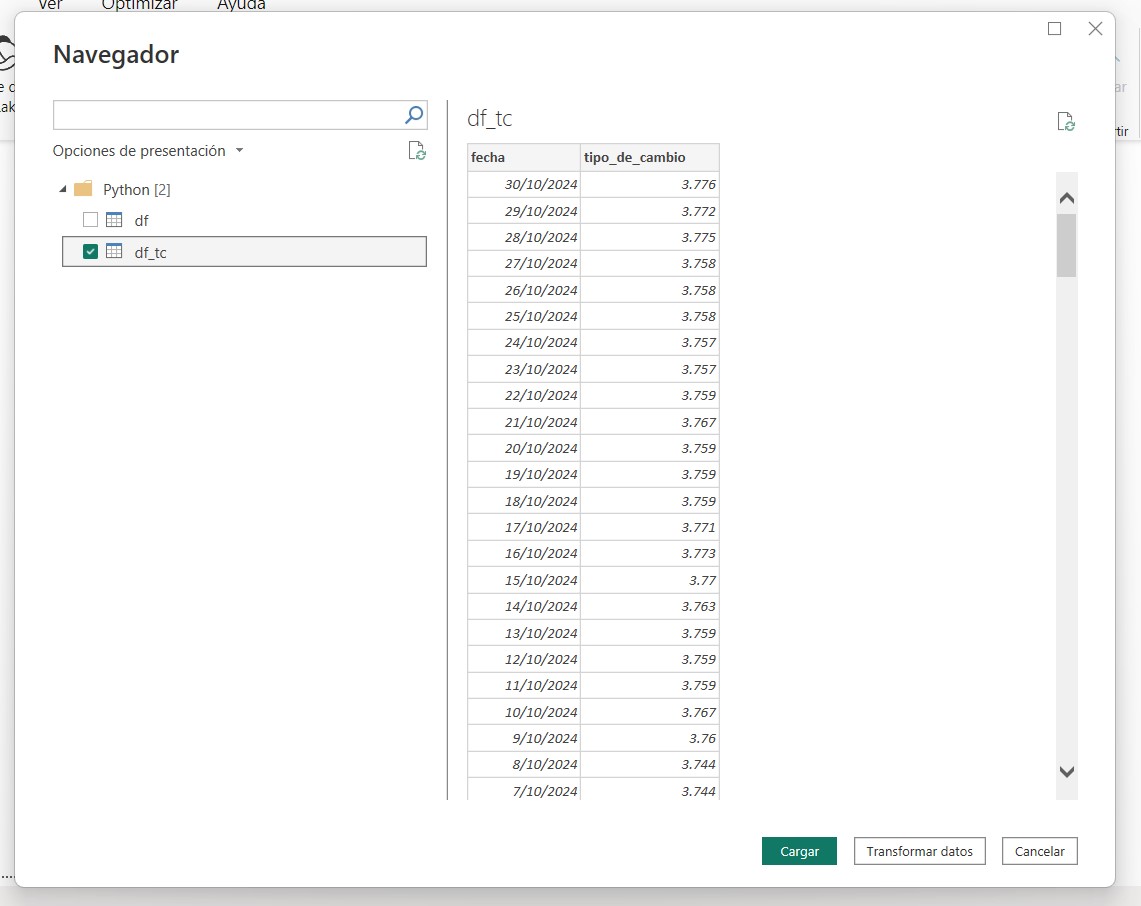 Ver Optimizar Ayuda
Navegador
Opciones de presentación
Python [2]
df
df_tc
df_tc
fecha tipo_de_cambio
30/10/2024 3.776
29/10/2024 3.772
28/10/2024 3.775
27/10/2024 3.758
26/10/2024 3.758
25/10/2024 3.758
24/10/2024 3.757
23/10/2024 3.757
22/10/2024 3.759
21/10/2024 3.767
20/10/2024 3.759
19/10/2024 3.759
18/10/2024 3.759
17/10/2024 3.771
16/10/2024 3.773
15/10/2024 3.77
14/10/2024 3.763
13/10/2024 3.759
12/10/2024 3.759
11/10/2024 3.759
10/10/2024 3.767
9/10/2024 3.76
8/10/2024 3.744
7/10/2024 3.744
Cargar Transformar datos Cancelar